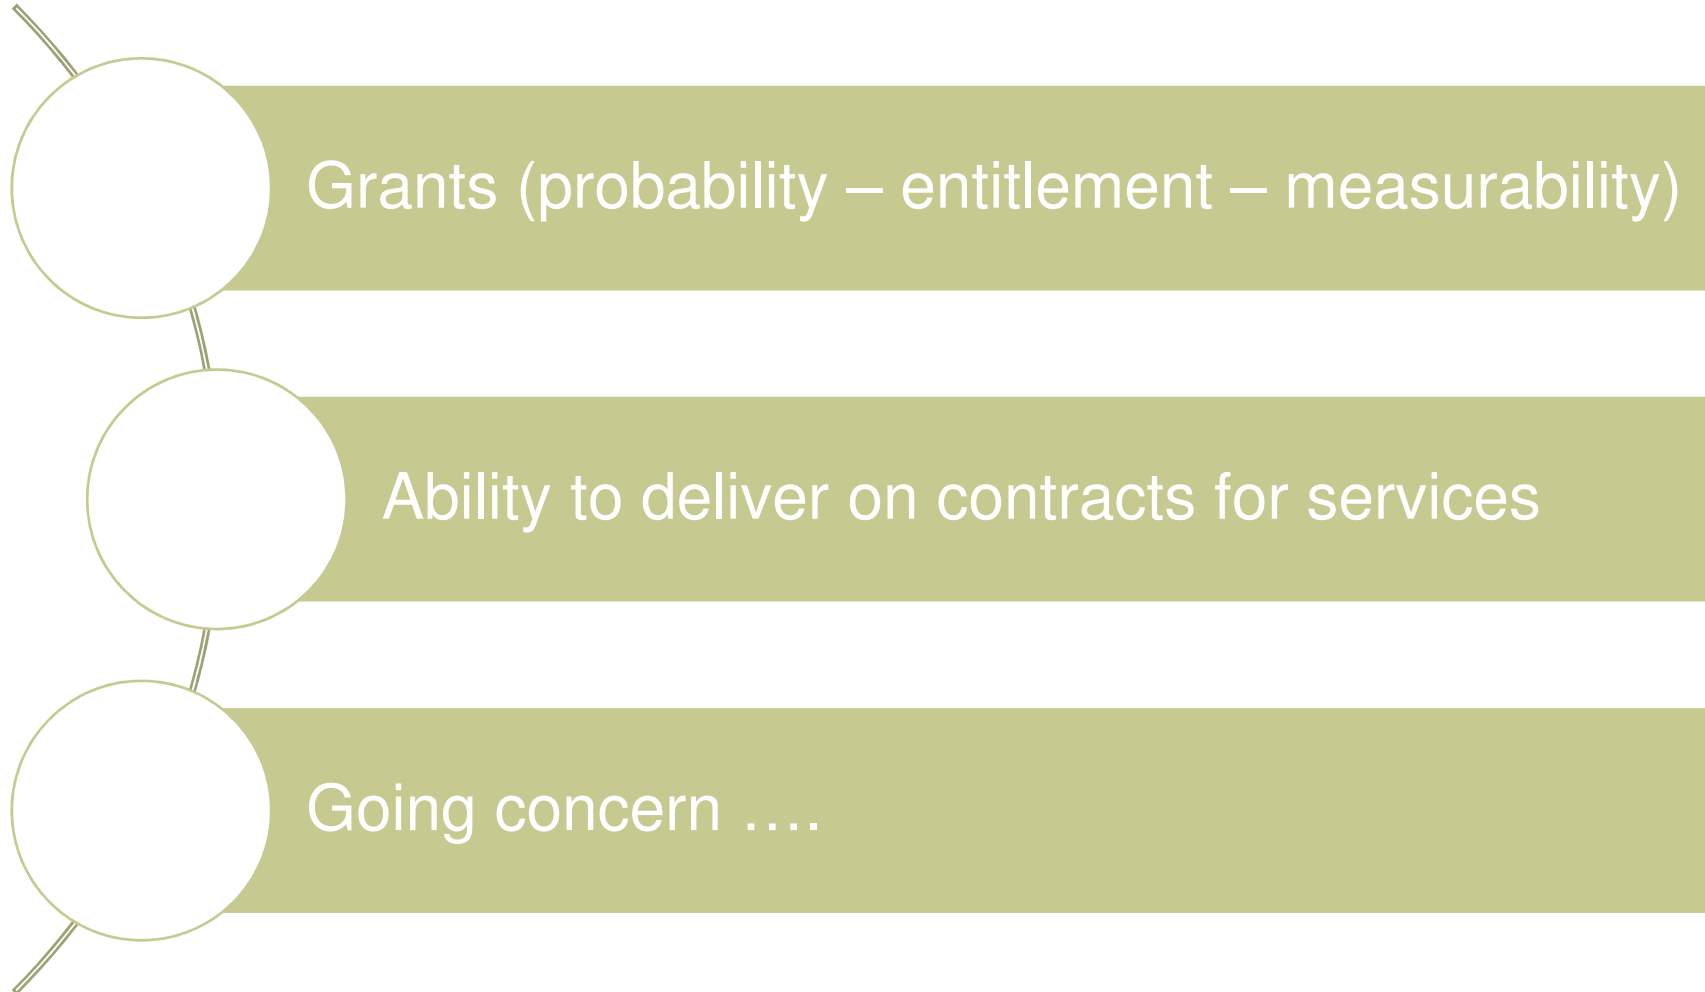 Grants (probability – entitlement – measurability)
Ability to deliver on contracts for services
Going concern ….